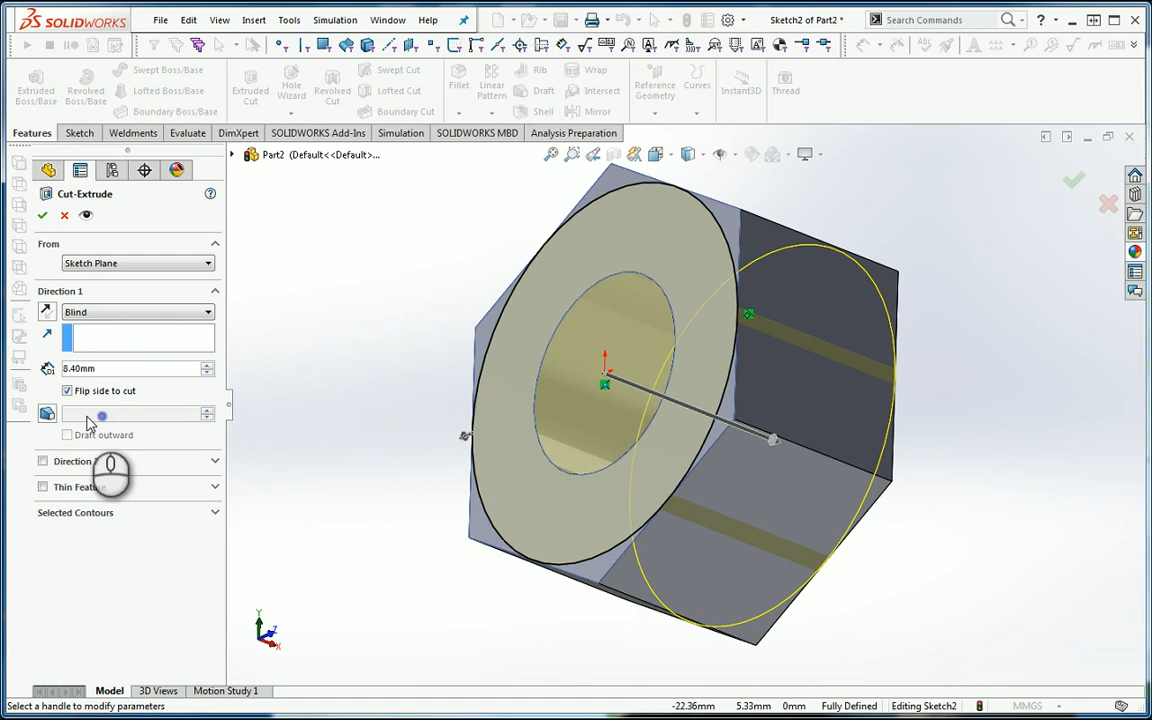 SOLIDWORKS File Edit View Insert Tools Simulation Window Help Sketch2 of Part2 * Search Commands ?
Extruded Boss/Base Revolved Boss/Base Swept Boss/Base Lofted Boss/Base Boundary Boss/Base Extruded Cut Hole Wizard Revolved Cut Swept Cut Lofted Cut Boundary Cut Fillet Linear Pattern Rib Draft Shell Wrap Intersect Mirror Reference Geometry Curves Instant3D Thread
Features Sketch Weldments Evaluate DimXpert SOLIDWORKS Add-Ins Simulation SOLIDWORKS MBD Analysis Preparation
Part2 (Default<<Default>...
Cut-Extrude
From
Sketch Plane
Direction 1
Blind
8.40mm
Flip side to cut
Draft outward
Direction
Thin Feat
Selected Contours
Y
Z
X
Model 3D Views Motion Study 1
Select a handle to modify parameters -22.36mm 5.33mm 0mm Fully Defined Editing Sketch2 MMGS